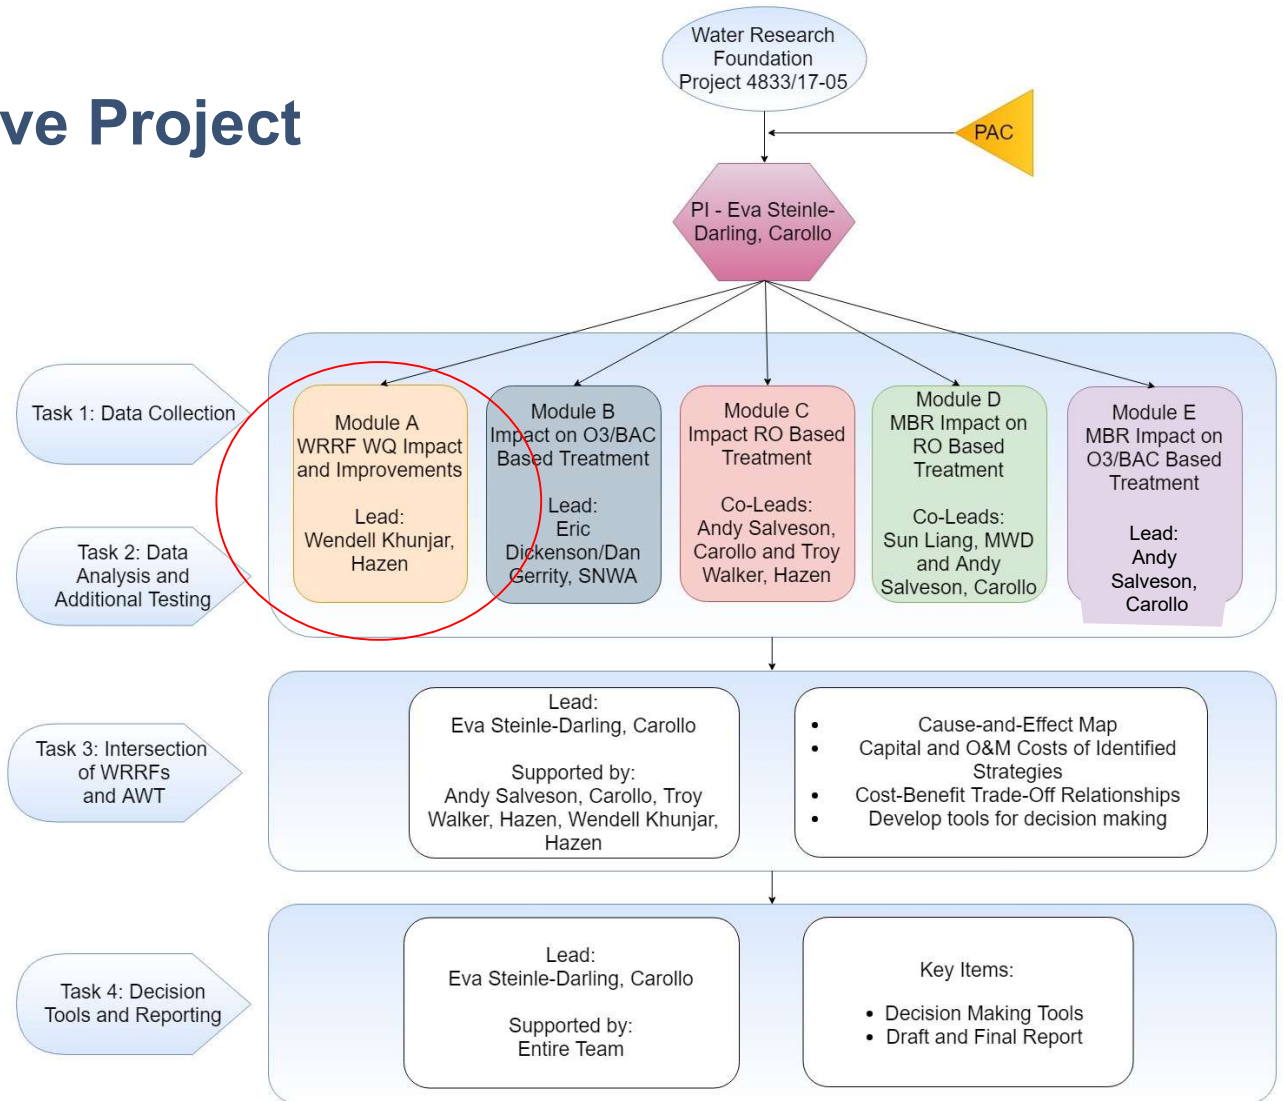 ve Project
Water Research
Foundation
Project 4833/17-05
PAC
PI - Eva Steinle-
Darling, Carollo
Task 1: Data Collection
Task 2: Data
Analysis and
Additional Testing
Module A
WRRF WQ Impact
and Improvements
Lead:
Wendell Khunjar,
Hazen
Module B
Impact on O3/BAC
Based Treatment
Lead:
Eric
Dickenson/Dan
Gerrity, SNWA
Module C
Impact RO Based
Treatment
Co-Leads:
Andy Salveson,
Carollo and Troy
Walker, Hazen
Module D
MBR Impact on
RO Based
Treatment
Co-Leads:
Sun Liang, MWD
and Andy
Salveson, Carollo
Module E
MBR Impact on
O3/BAC Based
Treatment
Lead:
Andy
Salveson,
Carollo
Task 3: Intersection
of WRRFs
and AWT
Lead:
Eva Steinle-Darling, Carollo
Supported by:
Andy Salveson, Carollo, Troy
Walker, Hazen, Wendell Khunjar,
Hazen
• Cause-and-Effect Map
• Capital and O&M Costs of Identified
Strategies
• Cost-Benefit Trade-Off Relationships
• Develop tools for decision making
Task 4: Decision
Tools and Reporting
Lead:
Eva Steinle-Darling, Carollo
Supported by:
Entire Team
Key Items:
• Decision Making Tools
• Draft and Final Report